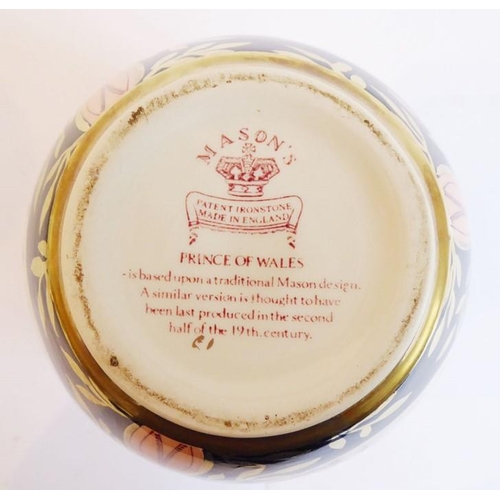 MASON'S
PATENT IRONSTONE
MADE IN ENGLAND
PRINCE OF WALES
- is based upon a traditional Mason design.
A similar version is thought to have
been last produced in the second
half of the 19th. century.
C1